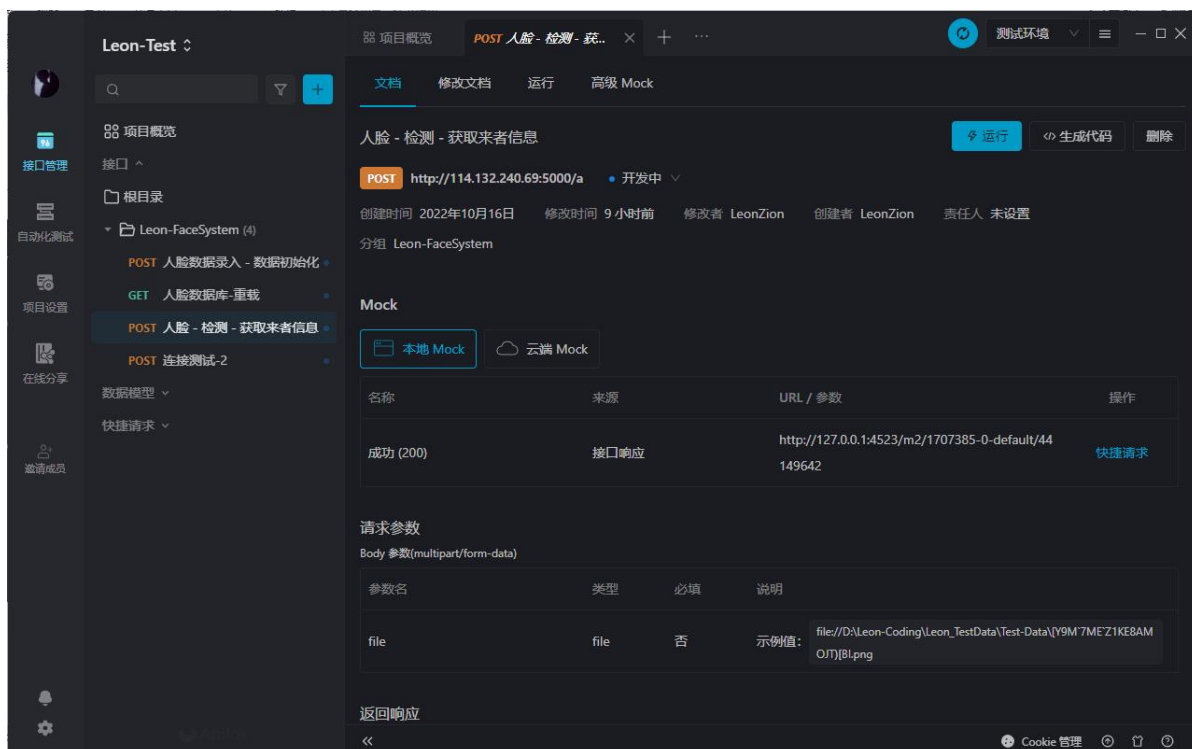 Leon-Test
项目概览
POST 人脸 - 检测 - 获...
测试环境
文档 修改文档 运行 高级 Mock
项目概览
接口
根目录
Leon-FaceSystem (4)
POST 人脸数据录入 - 数据初始化
GET 人脸数据库-重载
POST 人脸 - 检测 - 获取来者信息
POST 连接测试-2
数据模型
快捷请求
接口管理
自动化测试
项目设置
在线分享
邀请成员
人脸 - 检测 - 获取来者信息
运行 生成代码 删除
POST http://114.132.240.69:5000/a 开发中
创建时间 2022年10月16日 修改时间 9 小时前 修改者 LeonZion 创建者 LeonZion 责任人 未设置
分组 Leon-FaceSystem
Mock
本地 Mock 云端 Mock
名称 来源 URL / 参数 操作
成功 (200) 接口响应 http://127.0.0.1:4523/m2/1707385-0-default/44 快捷请求
149642
请求参数
Body 参数(multipart/form-data)
参数名 类型 必填 说明
file file 否 示例值: file://D:\Leon-Coding\Leon_TestData\Test-Data\[Y9M`7ME`Z1KE8AM
OJT)[BI.png
返回响应
Cookie 管理